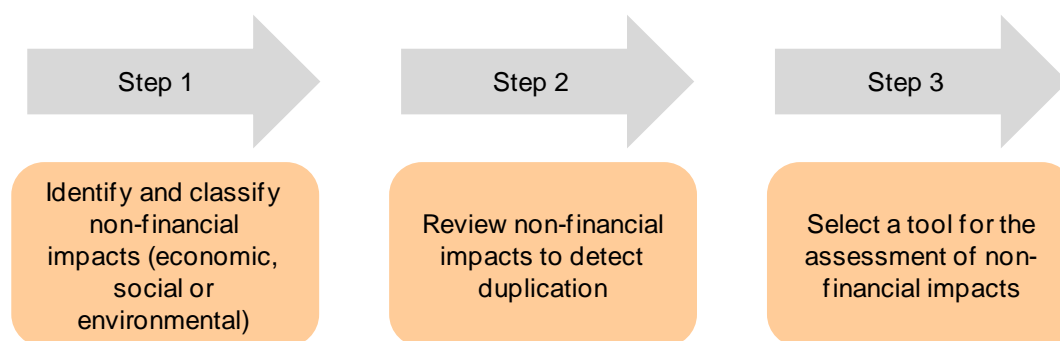 Step 1
Step 2
Step 3
Identify and classify
non-financial
impacts (economic,
social or
environmental)
Review non-financial
impacts to detect
duplication
Select a tool for the
assessment of non-
financial impacts